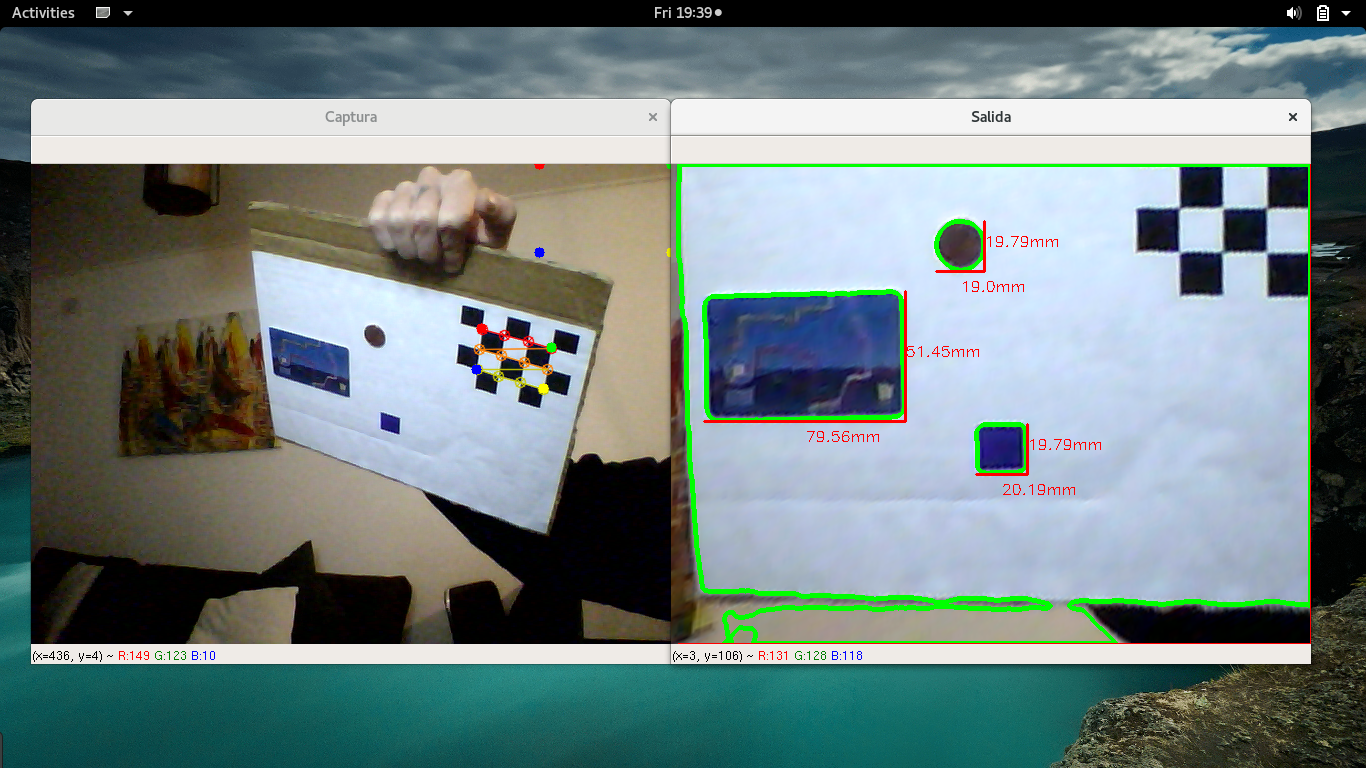 Activities
Fri 19:39
Captura
Salida
19.79mm
19.0mm
51.45mm
79.56mm
19.79mm
20.19mm
(x=436, y=4) ~ R:149 G:123 B:10
(x=3, y=106) ~ R:131 G:128 B:118